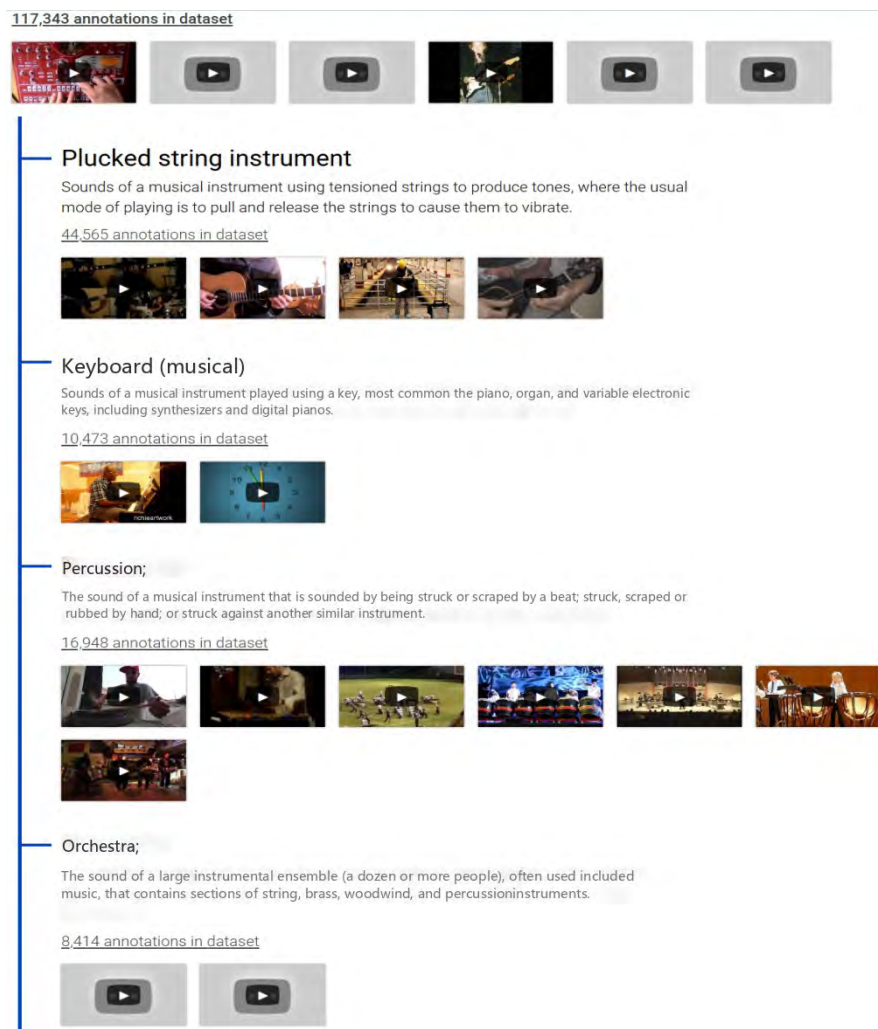 117,343 annotations in dataset
Plucked string instrument
Sounds of a musical instrument using tensioned strings to produce tones, where the usual
mode of playing is to pull and release the strings to cause them to vibrate.
44,565 annotations in dataset
Keyboard (musical)
Sounds of a musical instrument played using a key, most common the piano, organ, and variable electronic
keys, including synthesizers and digital pianos.
10,473 annotations in dataset
richieartwork
Percussion;
The sound of a musical instrument that is sounded by being struck or scraped by a beat; struck, scraped or
rubbed by hand; or struck against another similar instrument.
16,948 annotations in dataset
Orchestra;
The sound of a large instrumental ensemble (a dozen or more people), often used included
music, that contains sections of string, brass, woodwind, and percussioninstruments.
8,414 annotations in dataset